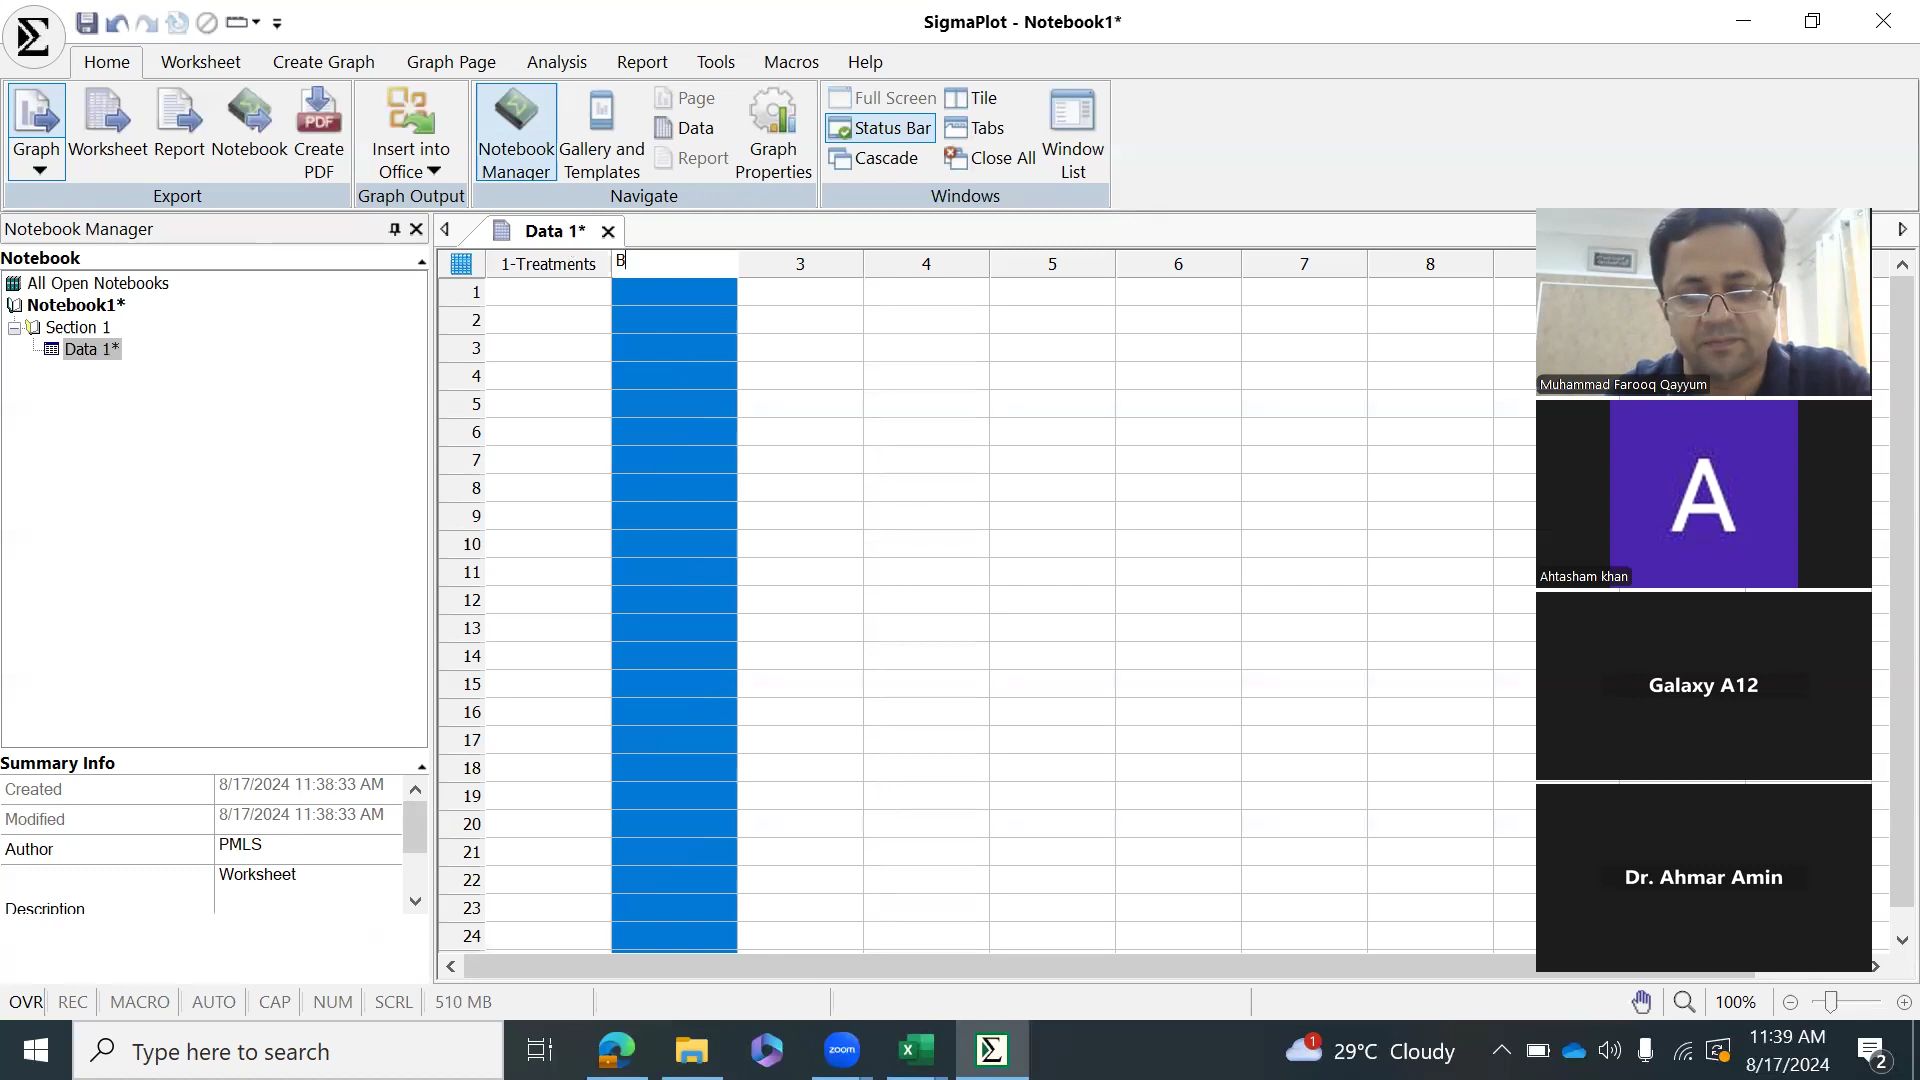 SigmaPlot - Notebook1*
Home Worksheet Create Graph Graph Page Analysis Report Tools Macros Help
Graph
Worksheet
Report
Notebook
Create
PDF
Export
Insert into
Office
Graph Output
Notebook
Manager
Gallery and
Templates
Page
Data
Report
Graph
Properties
Navigate
Full Screen
Status Bar
Cascade
Tile
Tabs
Close All
Window
List
Windows
Notebook Manager
Notebook
All Open Notebooks
Notebook1*
Section 1
Data 1*
Summary Info
Created 8/17/2024 11:38:33 AM
Modified 8/17/2024 11:38:33 AM
Author PMLS
Worksheet
Description
Data 1*
1-Treatments B 3 4 5 6 7 8
1
2
3
4
5
6
7
8
9
10
11
12
13
14
15
16
17
18
19
20
21
22
23
24
Muhammad Farooq Qayyum
A
Ahtasham khan
Galaxy A12
Dr. Ahmar Amin
OVR REC MACRO AUTO CAP NUM SCRL 510 MB 100%
Type here to search
zoom
1
29°C Cloudy
11:39 AM
8/17/2024
2